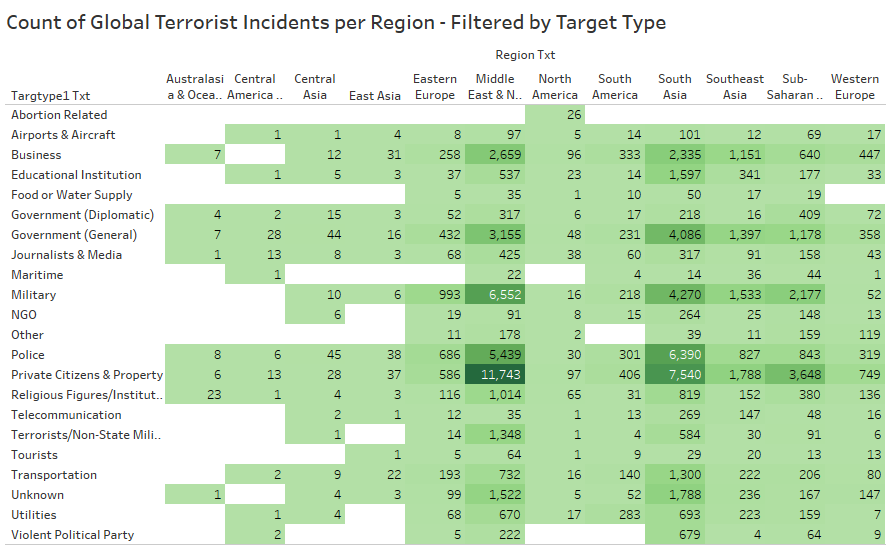 Count of Global Terrorist Incidents per Region - Filtered by Target Type
Region Txt
Australasi Central Central Eastern Middle North South South Southeast Sub- Western
Targtype1 Txt a & Ocea.. America .. Asia East Asia Europe East & N.. America America Asia Asia Saharan .. Europe
Abortion Related 26
Airports & Aircraft 1 1 4 8 97 5 14 101 12 69 17
Business 7 12 31 258 2,659 96 333 2,335 1,151 640 447
Educational Institution 1 5 3 37 537 23 14 1,597 341 177 33
Food or Water Supply 5 35 1 10 50 17 19
Government (Diplomatic) 4 2 15 3 52 317 6 17 218 16 409 72
Government (General) 7 28 44 16 432 3,155 48 231 4,086 1,397 1,178 358
Journalists & Media 1 13 8 3 68 425 38 60 317 91 158 43
Maritime 1 22 4 14 36 44 1
Military 10 6 993 6,552 16 218 4,270 1,533 2,177 52
NGO 6 19 91 8 15 264 25 148 13
Other 11 178 2 39 11 159 119
Police 8 6 45 38 686 5,439 30 301 6,390 827 843 319
Private Citizens & Property 6 13 28 37 586 11,743 97 406 7,540 1,788 3,648 749
Religious Figures/Institut.. 23 1 4 3 116 1,014 65 31 819 152 380 136
Telecommunication 2 1 12 35 1 13 269 147 48 16
Terrorists/Non-State Mili.. 1 14 1,348 1 4 584 30 91 6
Tourists 1 5 64 1 9 29 20 13 13
Transportation 2 9 22 193 732 16 140 1,300 222 206 80
Unknown 1 4 3 99 1,522 5 52 1,788 236 167 147
Utilities 1 4 68 670 17 283 693 223 159 7
Violent Political Party 2 5 222 679 4 64 9